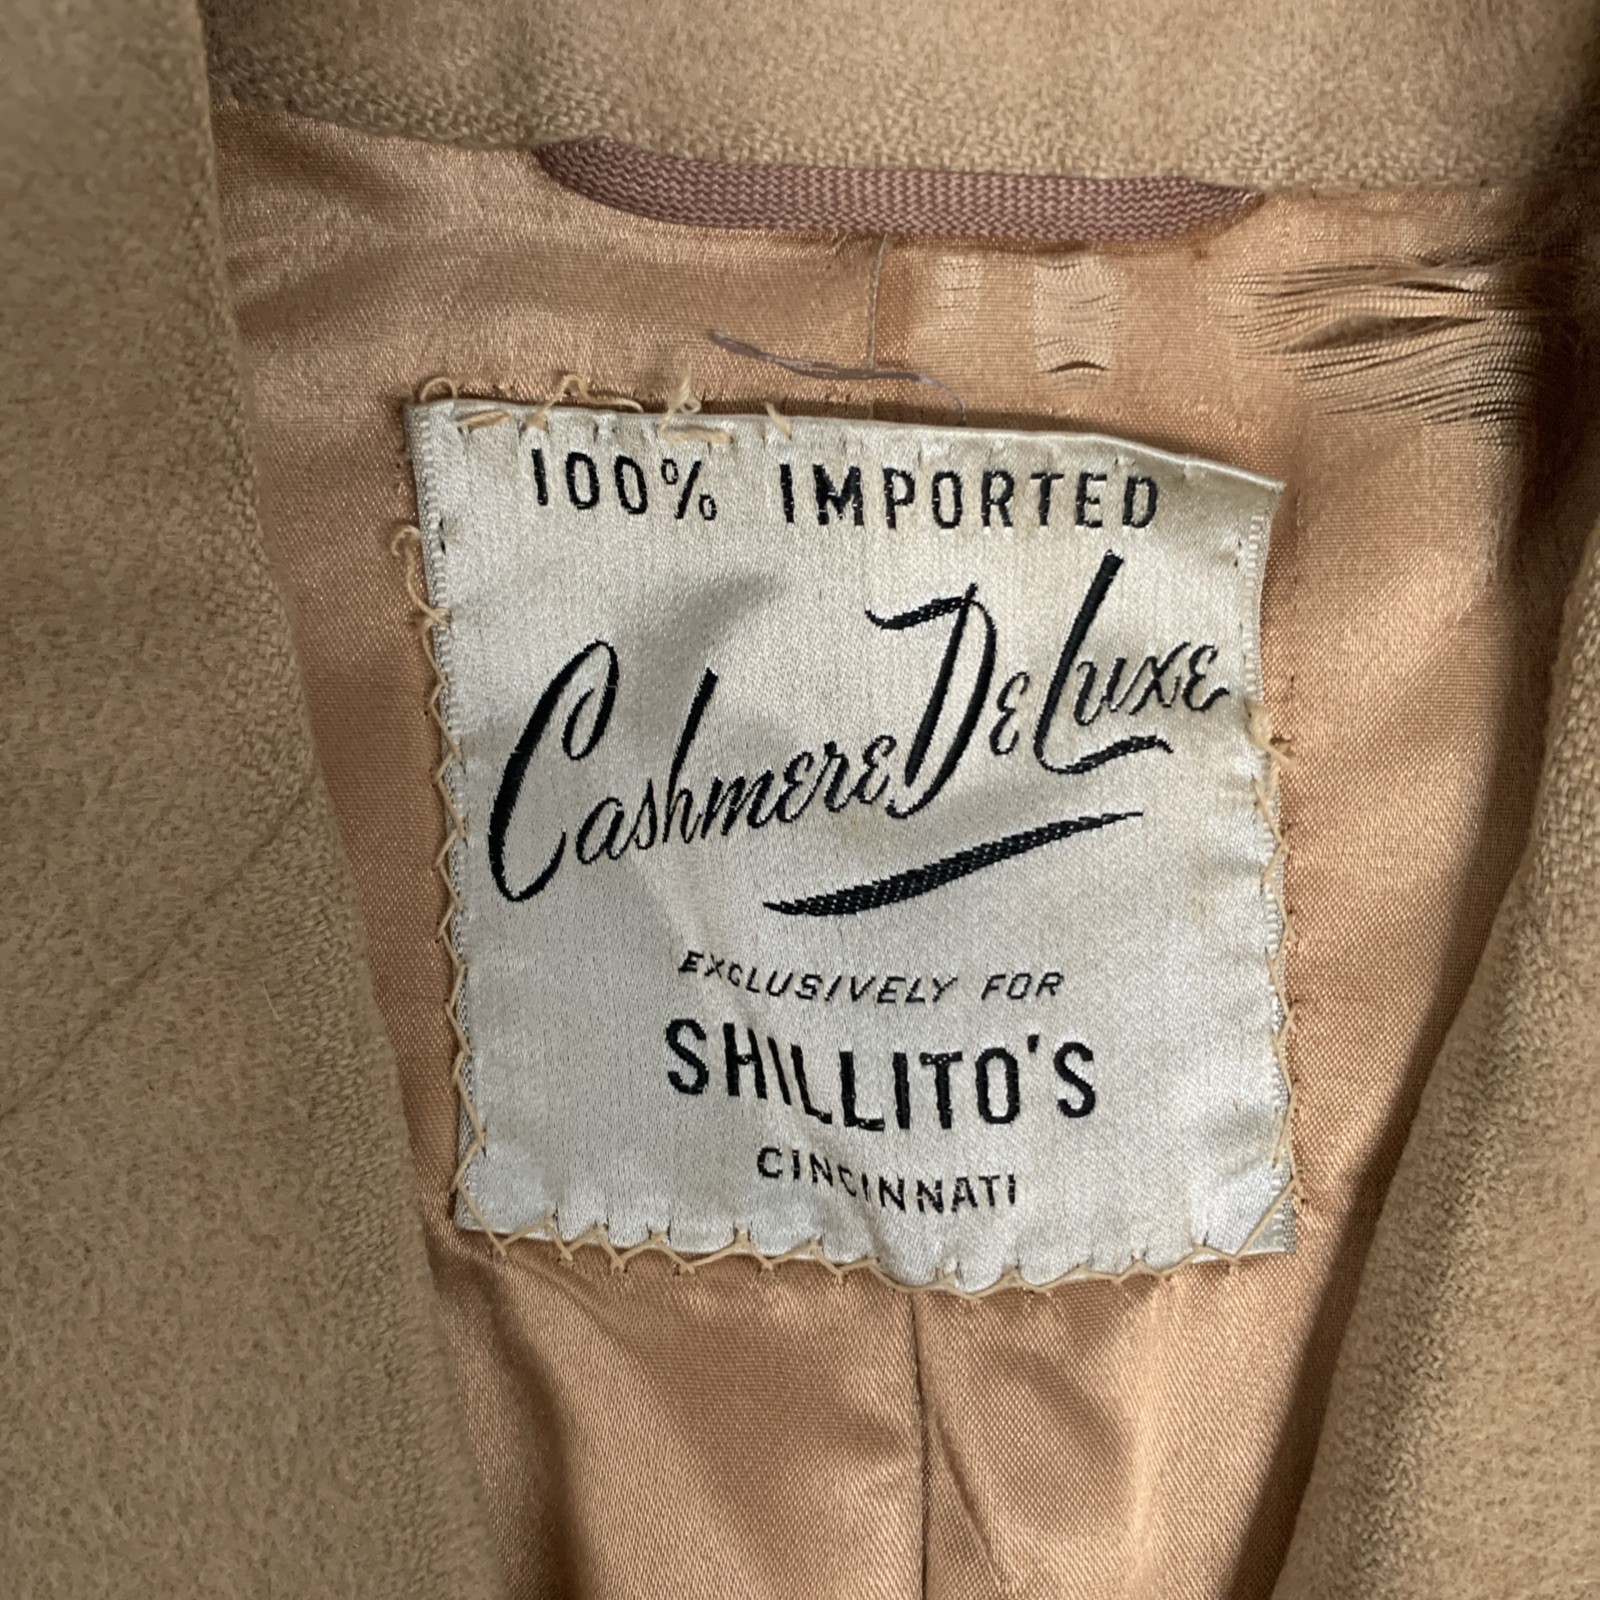 100% IMPORTED
Cashmere DeLuxe
EXCLUSIVELY FOR
SHILLITO'S
CINCINNATI